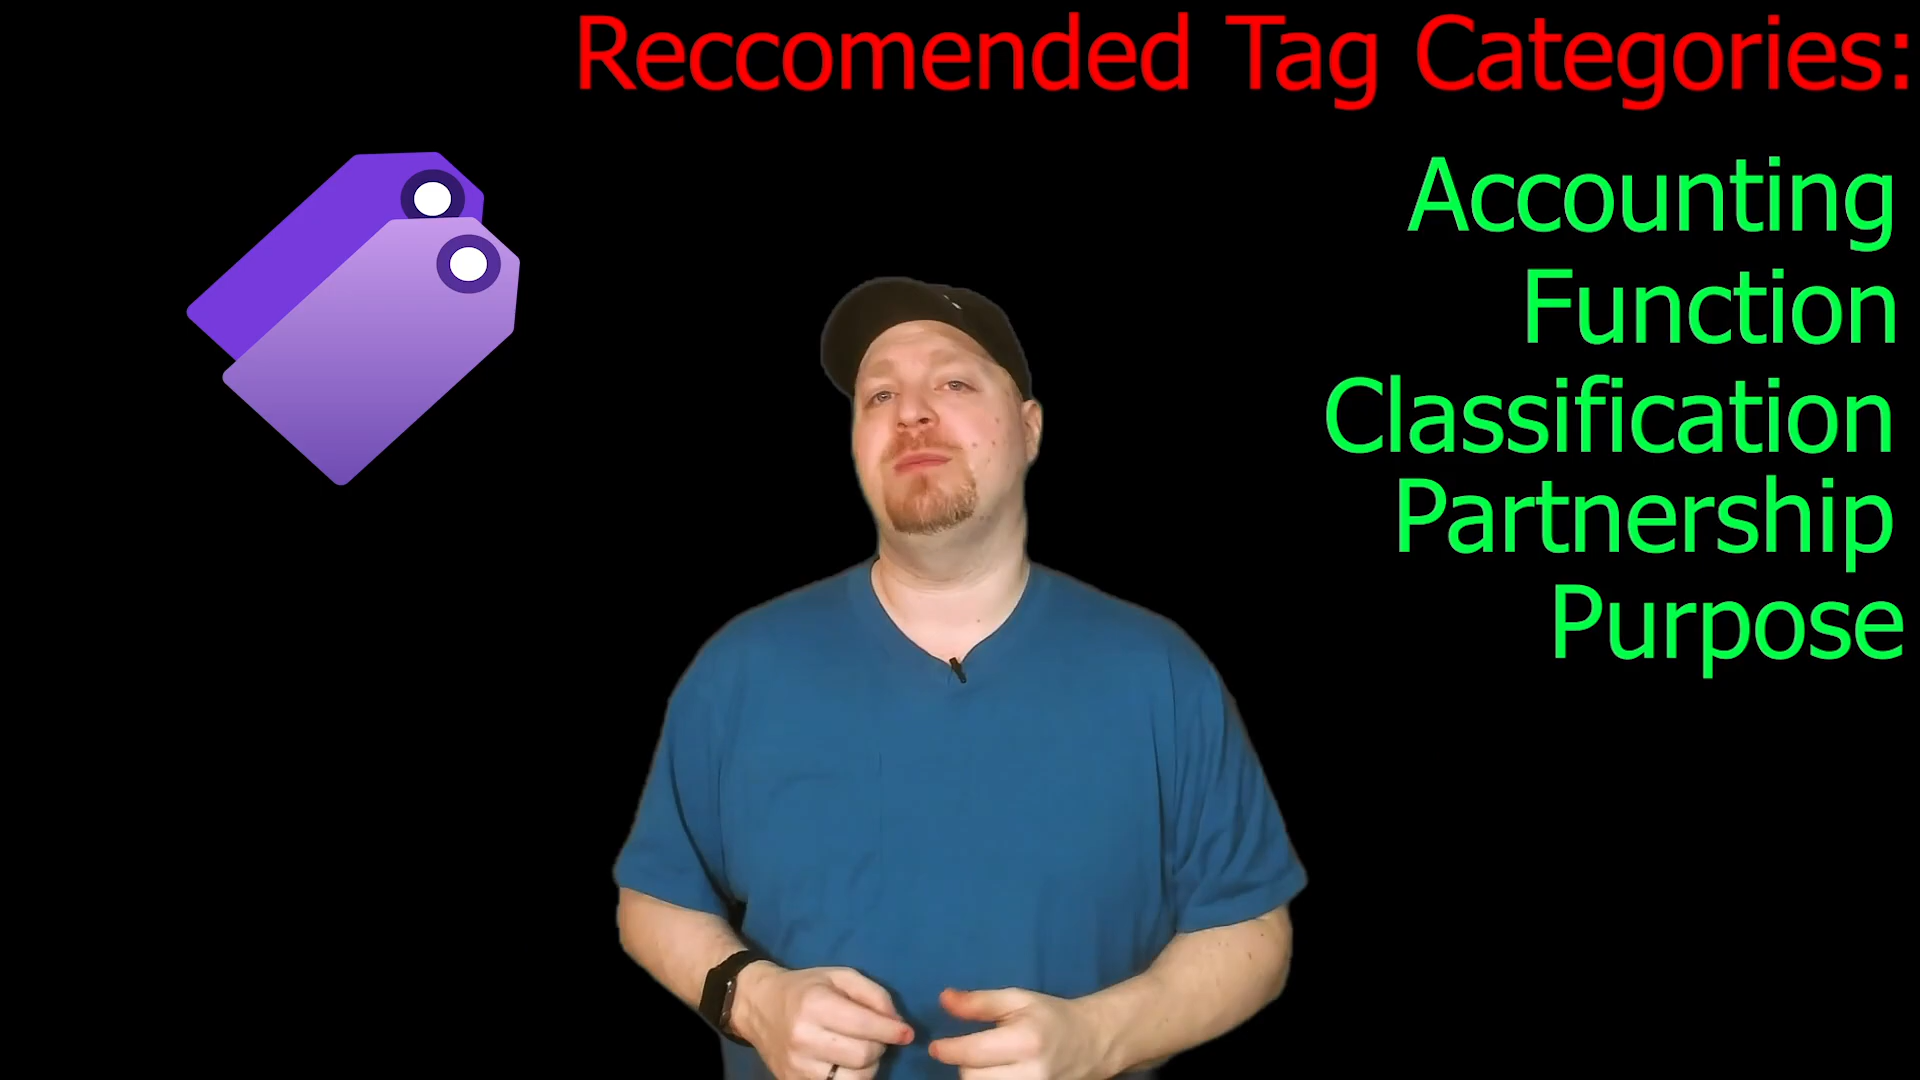 Reccomended Tag Categories:
Accounting
Function
Classification
Partnership
Purpose